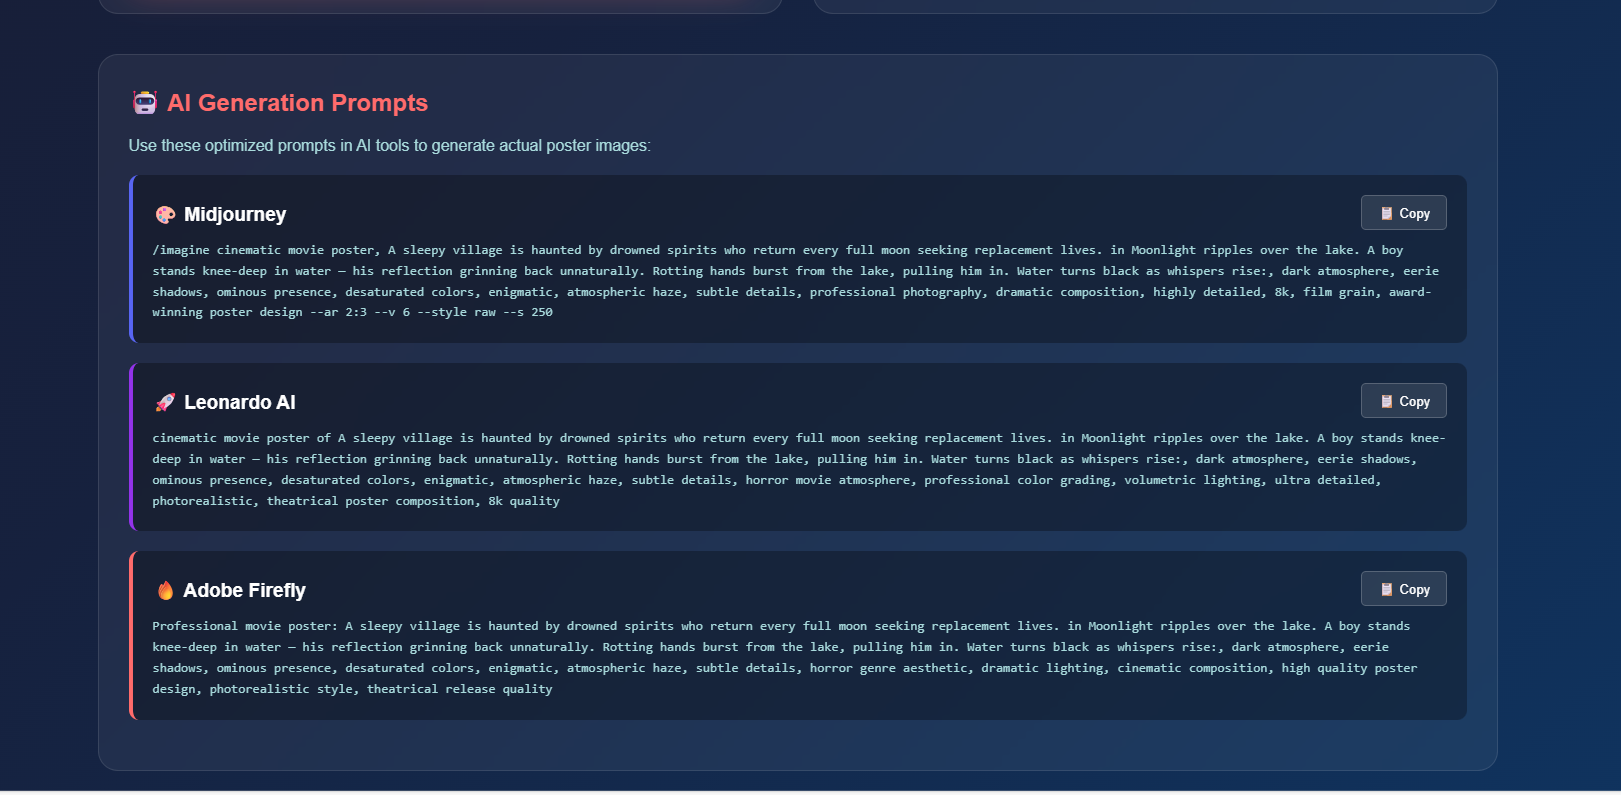 AI Generation Prompts
Use these optimized prompts in AI tools to generate actual poster images:
Midjourney
Copy
/imagine cinematic movie poster, A sleepy village is haunted by drowned spirits who return every full moon seeking replacement lives. in Moonlight ripples over the lake. A boy
stands knee-deep in water — his reflection grinning back unnaturally. Rotting hands burst from the lake, pulling him in. Water turns black as whispers rise:, dark atmosphere, eerie
shadows, ominous presence, desaturated colors, enigmatic, atmospheric haze, subtle details, professional photography, dramatic composition, highly detailed, 8k, film grain, award-
winning poster design --ar 2:3 --v 6 --style raw --s 250
Leonardo AI
Copy
cinematic movie poster of A sleepy village is haunted by drowned spirits who return every full moon seeking replacement lives. in Moonlight ripples over the lake. A boy stands knee-
deep in water — his reflection grinning back unnaturally. Rotting hands burst from the lake, pulling him in. Water turns black as whispers rise:, dark atmosphere, eerie shadows,
ominous presence, desaturated colors, enigmatic, atmospheric haze, subtle details, horror movie atmosphere, professional color grading, volumetric lighting, ultra detailed,
photorealistic, theatrical poster composition, 8k quality
Adobe Firefly
Copy
Professional movie poster: A sleepy village is haunted by drowned spirits who return every full moon seeking replacement lives. in Moonlight ripples over the lake. A boy stands
knee-deep in water — his reflection grinning back unnaturally. Rotting hands burst from the lake, pulling him in. Water turns black as whispers rise:, dark atmosphere, eerie
shadows, ominous presence, desaturated colors, enigmatic, atmospheric haze, subtle details, horror genre aesthetic, dramatic lighting, cinematic composition, high quality poster
design, photorealistic style, theatrical release quality